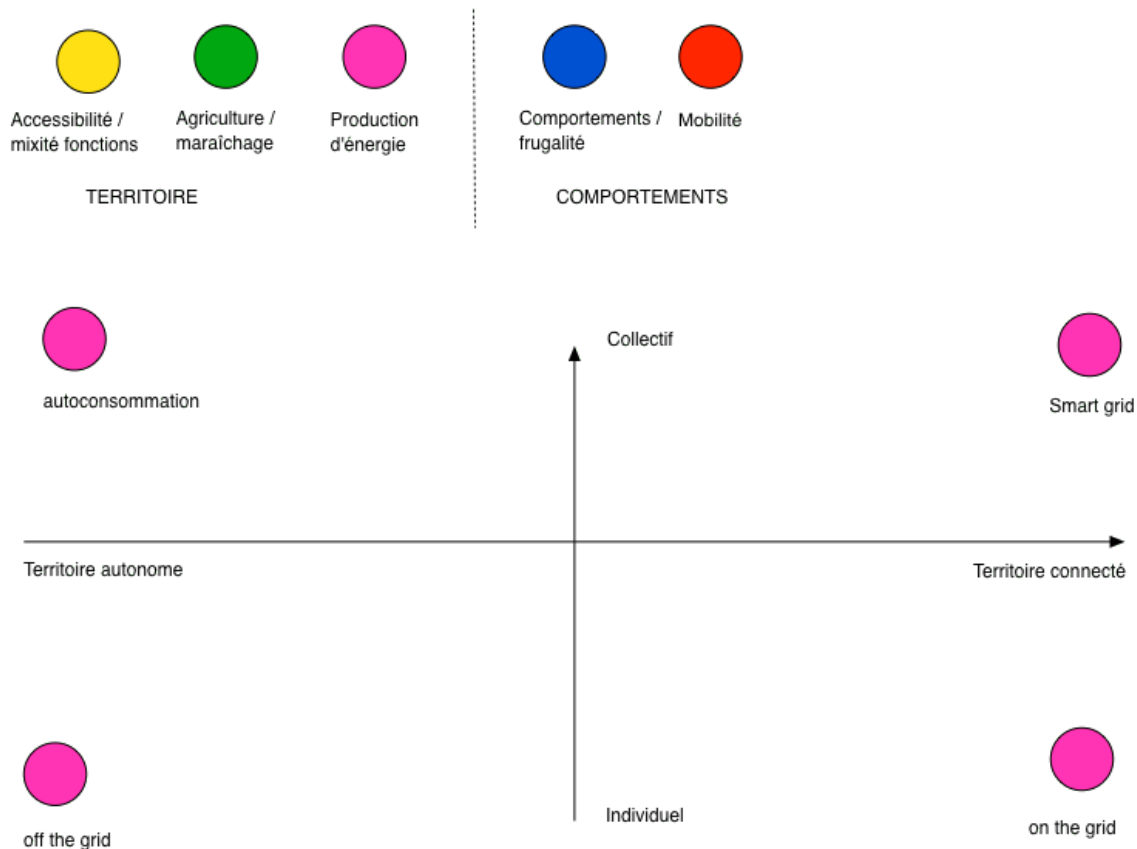 Accessibilité /
mixité fonctions
Agriculture /
maraîchage
Production
d'énergie
Comportements /
frugalité
Mobilité
TERRITOIRE
COMPORTEMENTS
Collectif
autoconsommation
Smart grid
Territoire autonome
Territoire connecté
Individuel
off the grid
on the grid